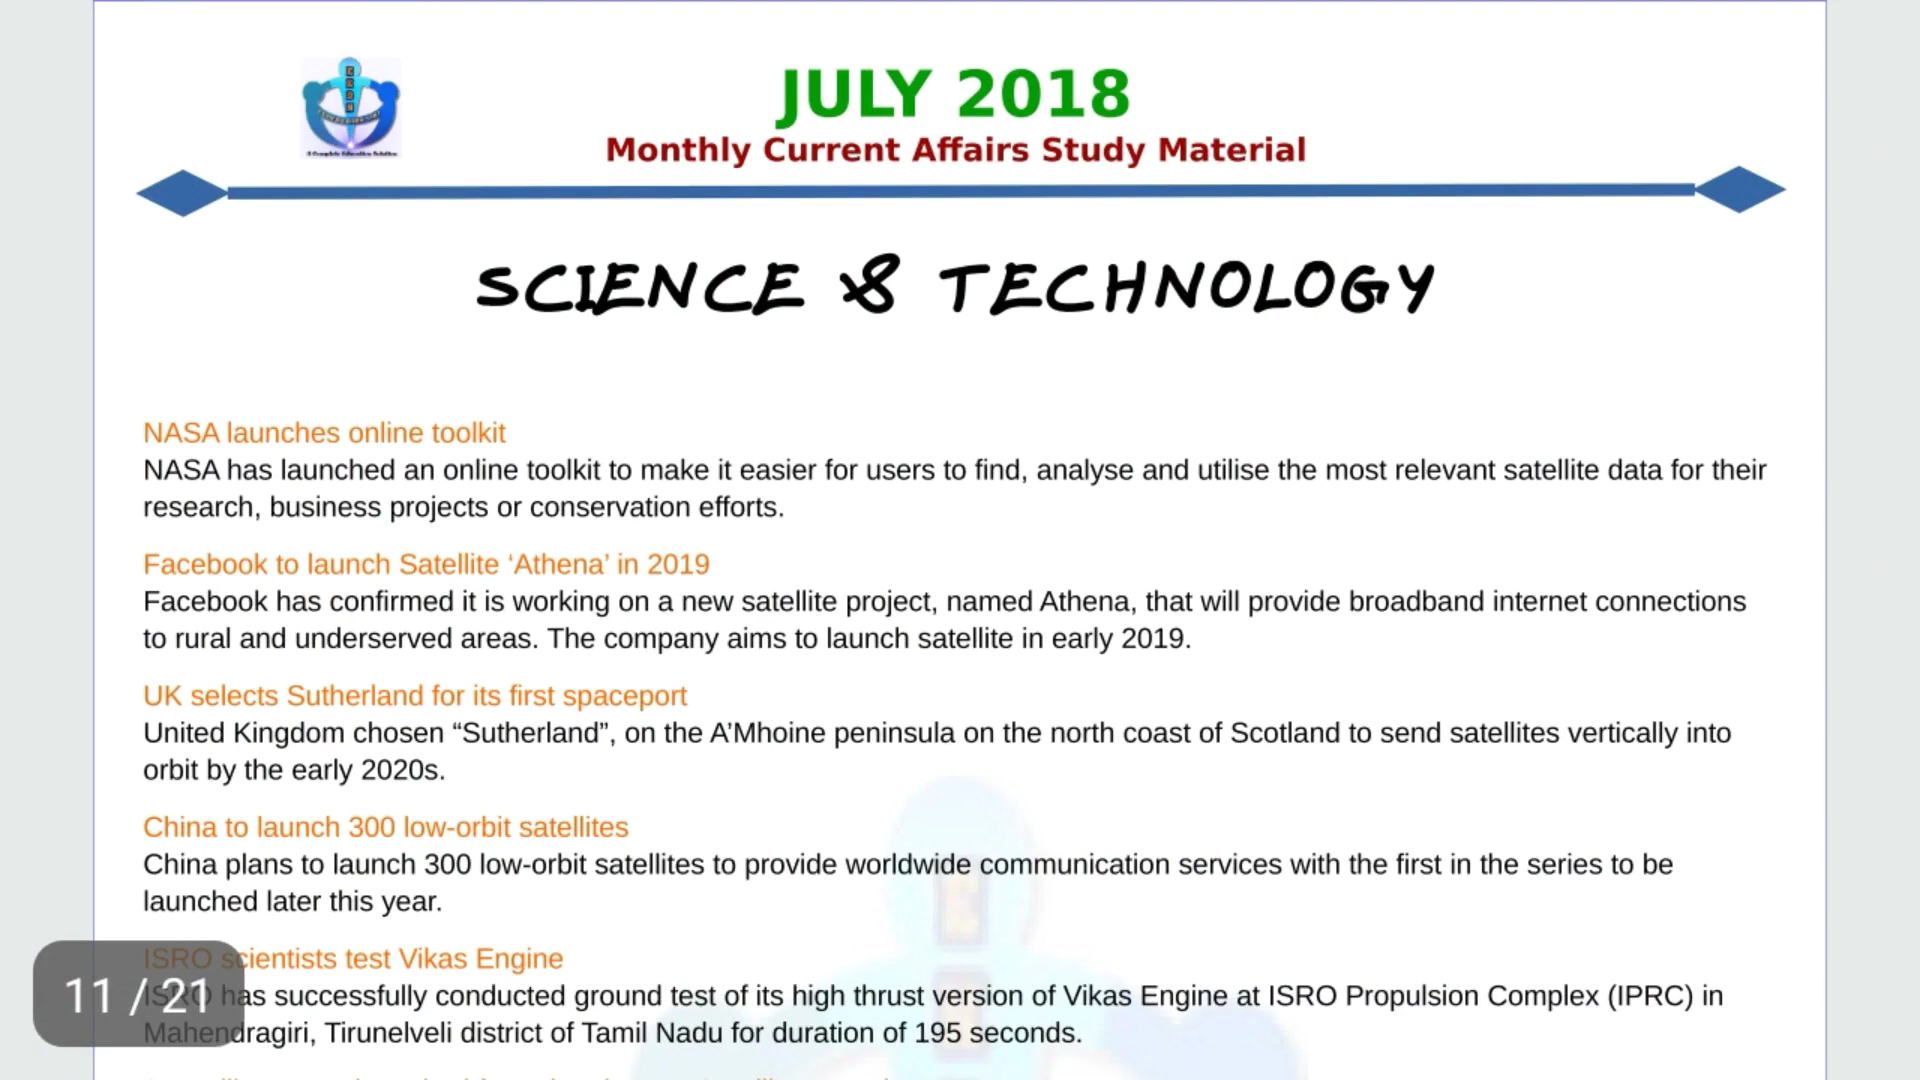 JULY 2018
Monthly Current Affairs Study Material
SCIENCE & TECHNOLOGY
NASA launches online toolkit
NASA has launched an online toolkit to make it easier for users to find, analyse and utilise the most relevant satellite data for their
research, business projects or conservation efforts.
Facebook to launch Satellite ‘Athena’ in 2019
Facebook has confirmed it is working on a new satellite project, named Athena, that will provide broadband internet connections
to rural and underserved areas. The company aims to launch satellite in early 2019.
UK selects Sutherland for its first spaceport
United Kingdom chosen “Sutherland”, on the A’Mhoine peninsula on the north coast of Scotland to send satellites vertically into
orbit by the early 2020s.
China to launch 300 low-orbit satellites
China plans to launch 300 low-orbit satellites to provide worldwide communication services with the first in the series to be
launched later this year.
ISRO scientists test Vikas Engine
ISRO has successfully conducted ground test of its high thrust version of Vikas Engine at ISRO Propulsion Complex (IPRC) in
Mahendragiri, Tirunelveli district of Tamil Nadu for duration of 195 seconds.
11 / 21